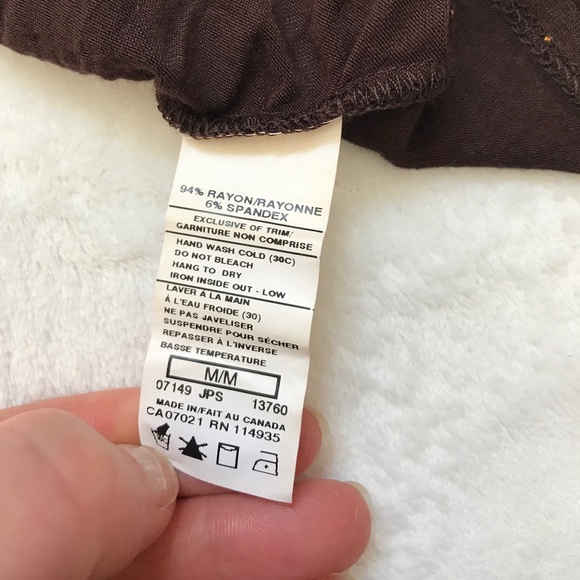 94% RAYON/RAYONNE
6% SPANDEX
EXCLUSIVE OF TRIM/
GARNITURE NON COMPRISE
HAND WASH COLD (30C)
DO NOT BLEACH
HANG TO DRY
IRON INSIDE OUT - LOW
LAVER A LA MAIN
À L'EAU FROIDE (30)
NE PAS JAVELISER
SUSPENDRE POUR SÉCHER
REPASSER À L'INVERSE
BASSE TEMPERATURE
M/M
07149 JPS 13760
MADE IN/FAIT AU CANADA
CA07021 RN 114935